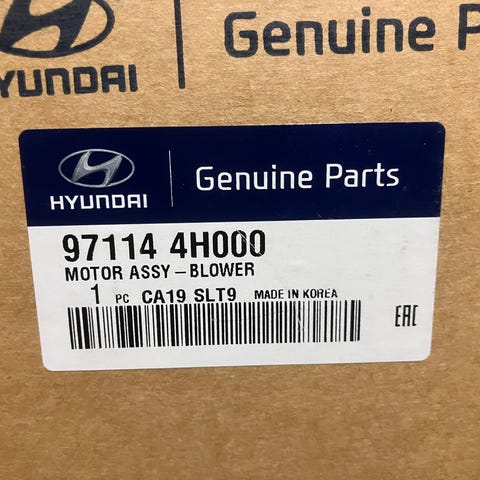 Genuine P
HYUNDAI
HYUNDAI
Genuine Parts
97114 4H000
MOTOR ASSY-BLOWER
1 PC CA19 SLT9 MADE IN KOREA
EAC